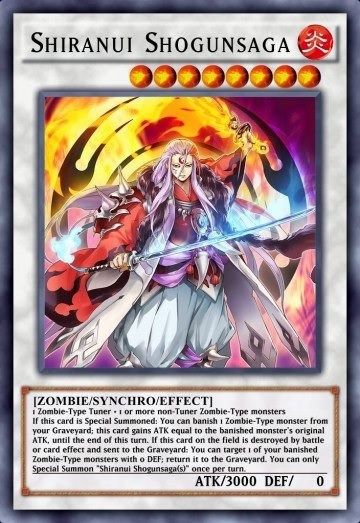 SHIRANUI SHOGUNSAGA 炎
[ZOMBIE/SYNCHRO/EFFECT]
1 Zombie-Type Tuner + 1 or more non-Tuner Zombie-Type monsters
If this card is Special Summoned: You can banish 1 Zombie-Type monster from
your Graveyard; this card gains ATK equal to the banished monster's original
ATK, until the end of this turn. If this card on the field is destroyed by battle
or card effect and sent to the Graveyard: You can target 1 of your banished
Zombie-Type monsters with 0 DEF; return it to the Graveyard. You can only
Special Summon "Shiranui Shogunsaga(s)" once per turn.
ATK/3000 DEF/ 0